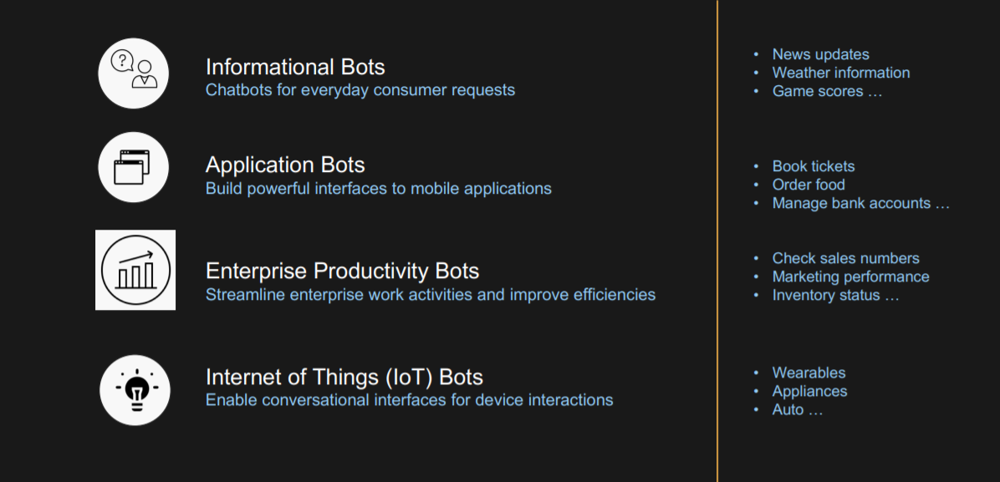 Informational Bots
Chatbots for everyday consumer requests
• News updates
• Weather information
• Game scores …
Application Bots
Build powerful interfaces to mobile applications
• Book tickets
• Order food
• Manage bank accounts …
Enterprise Productivity Bots
Streamline enterprise work activities and improve efficiencies
• Check sales numbers
• Marketing performance
• Inventory status …
Internet of Things (IoT) Bots
Enable conversational interfaces for device interactions
• Wearables
• Appliances
• Auto …